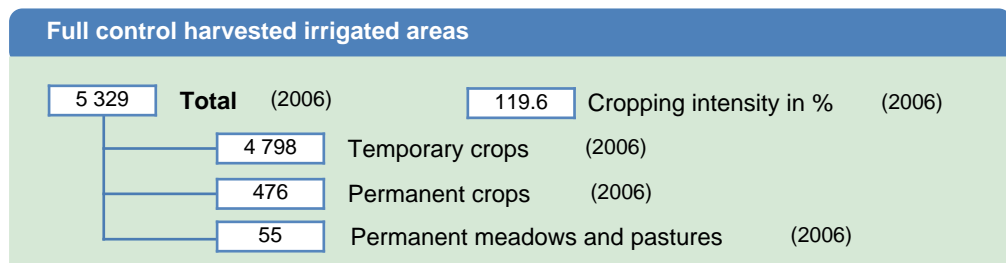 Full control harvested irrigated areas
5 329 Total (2006) 119.6 Cropping intensity in % (2006)
4 798 Temporary crops (2006)
476 Permanent crops (2006)
55 Permanent meadows and pastures (2006)